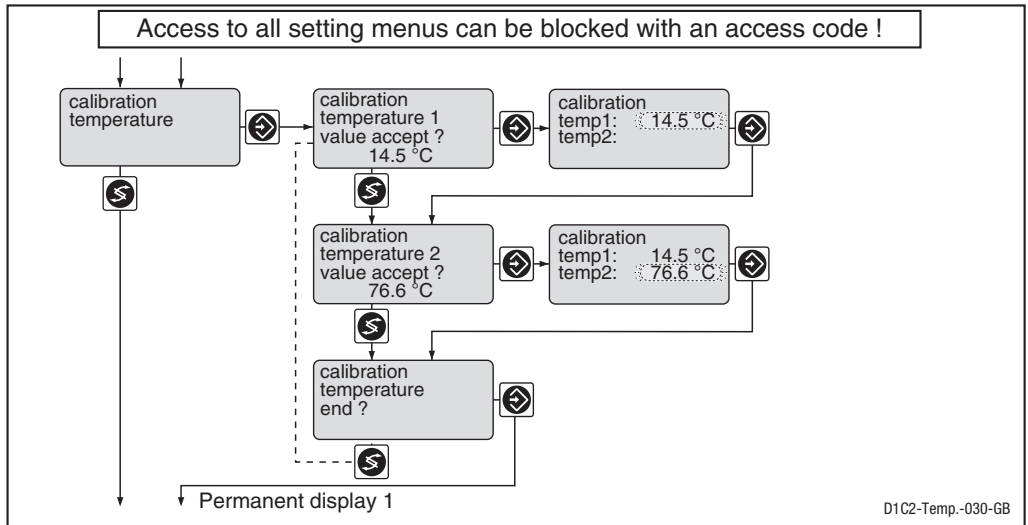 Access to all setting menus can be blocked with an access code !
calibration
temperature
calibration
temperature 1
value accept ?
14.5 °C
calibration
temp1: 14.5 °C
temp2:
calibration
temperature 2
value accept ?
76.6 °C
calibration
temp1: 14.5 °C
temp2: 76.6 °C
calibration
temperature
end ?
Permanent display 1
D1C2-Temp.-030-GB